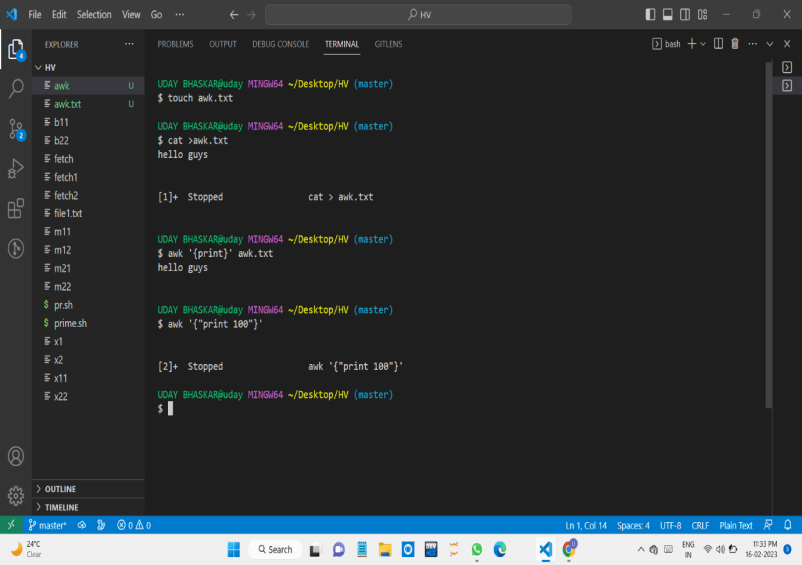 File Edit Selection View Go ··· HV
EXPLORER ···
HV
awk U
awk.txt U
b11
b22
fetch
fetch1
fetch2
file1.txt
m11
m12
m21
m22
$ pr.sh
$ prime.sh
x1
x2
x11
x22
OUTLINE
TIMELINE
4
2
PROBLEMS OUTPUT DEBUG CONSOLE TERMINAL GITLENS bash ···
UDAY BHASKAR@uday MINGW64 ~/Desktop/HV (master)
$ touch awk.txt
UDAY BHASKAR@uday MINGW64 ~/Desktop/HV (master)
$ cat >awk.txt
hello guys
[1]+ Stopped cat > awk.txt
UDAY BHASKAR@uday MINGW64 ~/Desktop/HV (master)
$ awk '{print}' awk.txt
hello guys
UDAY BHASKAR@uday MINGW64 ~/Desktop/HV (master)
$ awk '{"print 100"}'
[2]+ Stopped awk '{"print 100"}'
UDAY BHASKAR@uday MINGW64 ~/Desktop/HV (master)
$
master* 0 0 Ln 1, Col 14 Spaces: 4 UTF-8 CRLF Plain Text
24°C
Clear
Search
ENG
IN
11:33 PM
16-02-2023
3